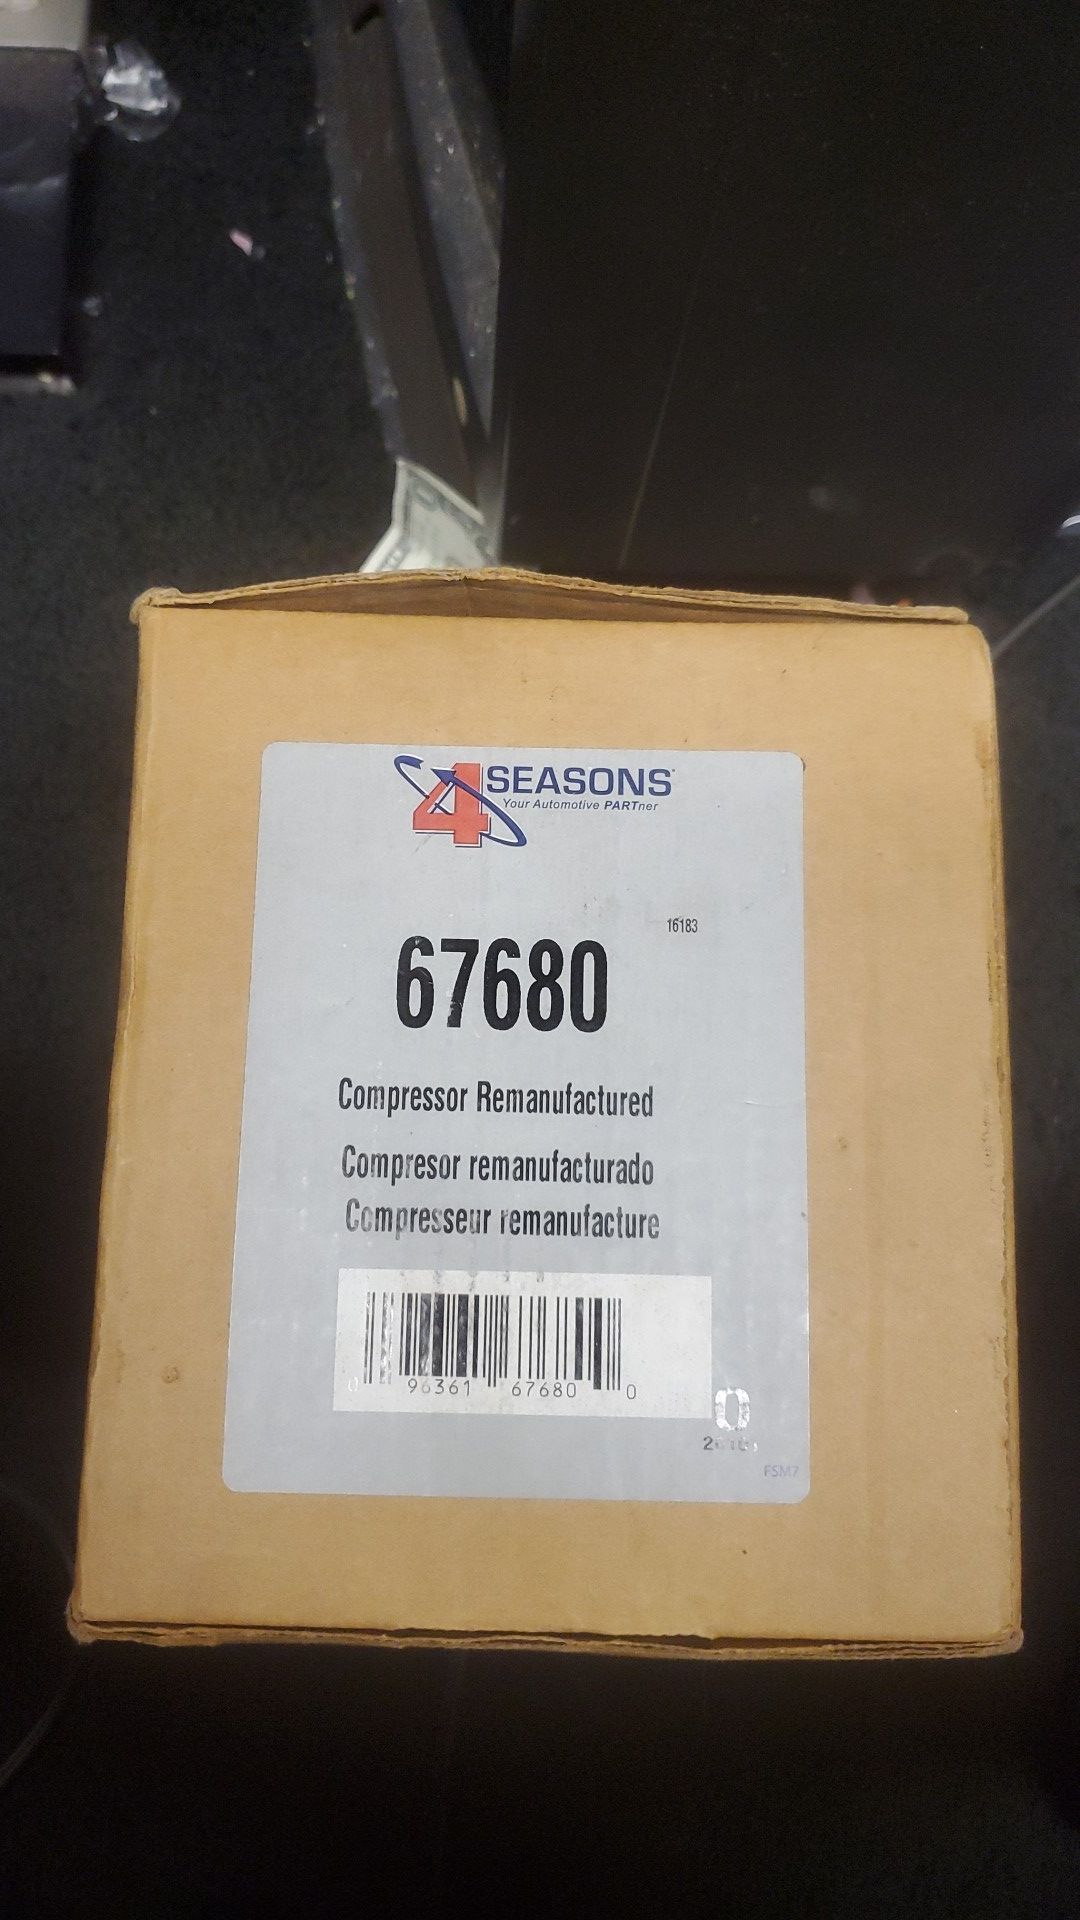 4 SEASONS
Your Automotive PARTner
16183
67680
Compressor Remanufactured
Compresor remanufacturado
Compresseur remanufacture
0 96361 67680 0
0
FSM7